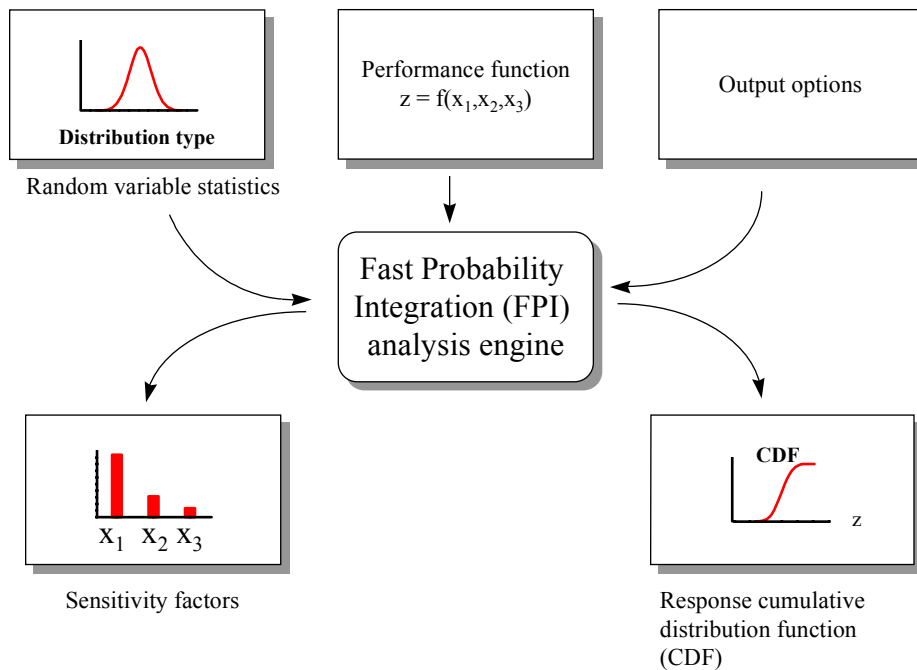 Distribution type
Random variable statistics
Performance function
z = f(x₁,x₂,x₃)
Output options
Fast Probability
Integration (FPI)
analysis engine
x₁ x₂ x₃
Sensitivity factors
CDF
z
Response cumulative
distribution function
(CDF)